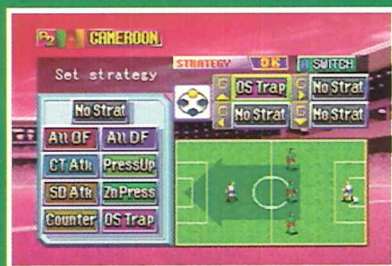 P2 CAMEROON
STRATEGY OK A SWITCH
Set strategy
C OS Trap C No Strat
C No Strat C No Strat
No Strat
All OF All DF
CT Atk PressUp
SD Atk ZnPress
Counter OS Trap